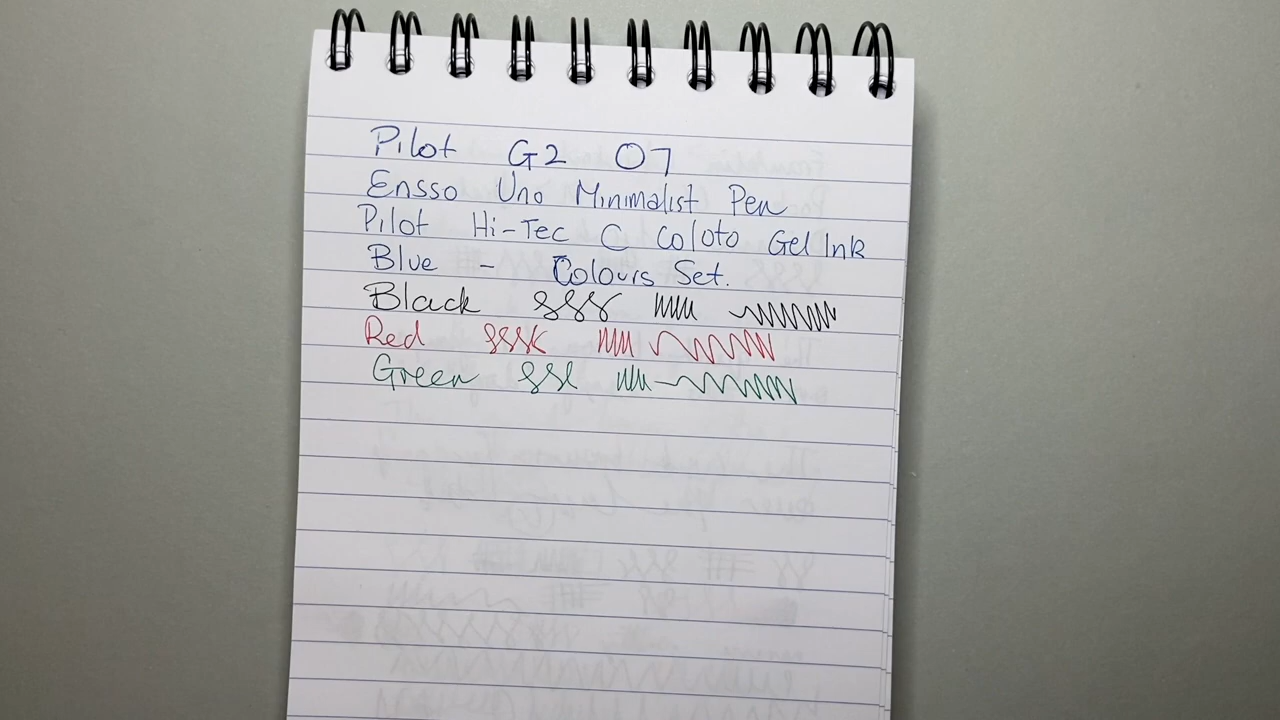 Pilot G2 07
Ensso Uno Minimalist Pen
Pilot Hi-Tec C Coloto Gel Ink
Blue - Colours Set.
Black
Red
Green